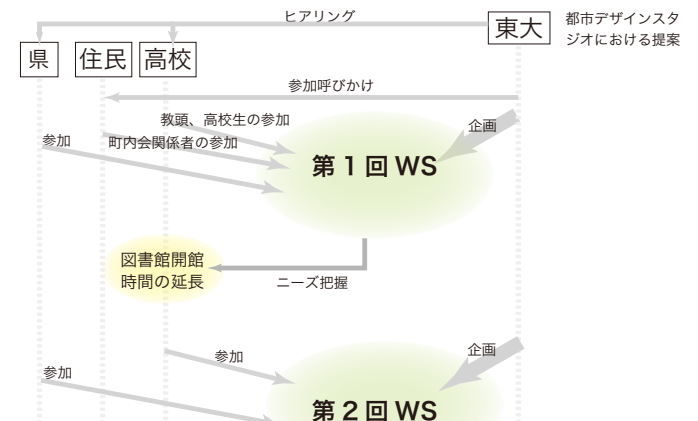 ヒアリング
東大
都市デザインスタ
ジオにおける提案
県
住民
高校
参加呼びかけ
教頭、高校生の参加
企画
参加
町内会関係者の参加
第1回 WS
図書館開館
時間の延長
ニーズ把握
企画
参加
参加
第2回 WS